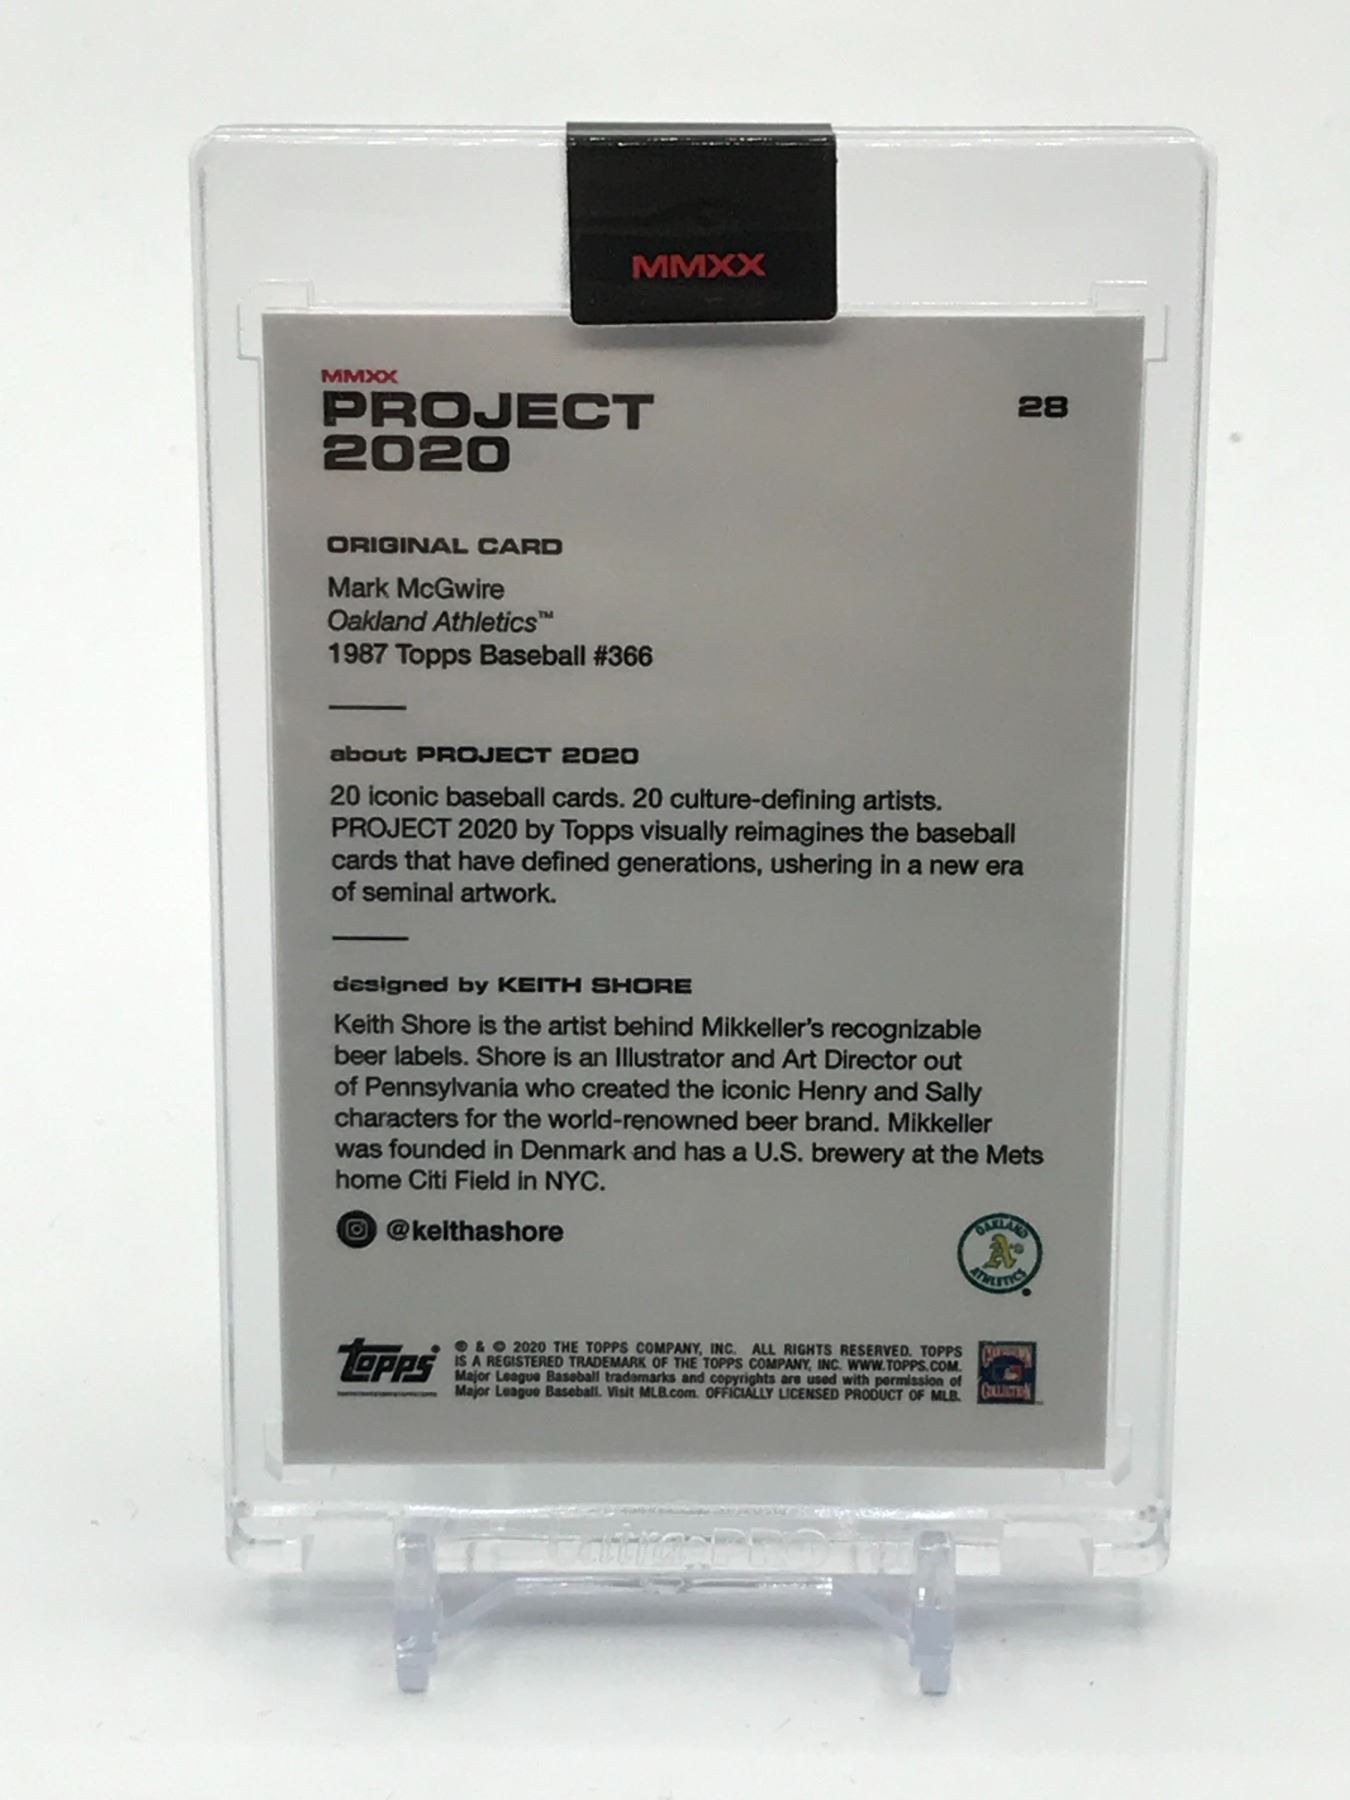 MMXX
MMXX
PROJECT
2020
28
ORIGINAL CARD
Mark McGwire
Oakland Athletics™
1987 Topps Baseball #366
about PROJECT 2020
20 iconic baseball cards. 20 culture-defining artists.
PROJECT 2020 by Topps visually reimagines the baseball
cards that have defined generations, ushering in a new era
of seminal artwork.
designed by KEITH SHORE
Keith Shore is the artist behind Mikkeller's recognizable
beer labels. Shore is an Illustrator and Art Director out
of Pennsylvania who created the iconic Henry and Sally
characters for the world-renowned beer brand. Mikkeller
was founded in Denmark and has a U.S. brewery at the Mets
home Citi Field in NYC.
@keithashore
OAKLAND
A's
ATHLETICS
topps
® & © 2020 THE TOPPS COMPANY, INC. ALL RIGHTS RESERVED. TOPPS
IS A REGISTERED TRADEMARK OF THE TOPPS COMPANY, INC. WWW.TOPPS.COM.
Major League Baseball trademarks and copyrights are used with permission of
Major League Baseball. Visit MLB.com. OFFICIALLY LICENSED PRODUCT OF MLB.
COOPERSTOWN
COLLECTION
ultra PRO